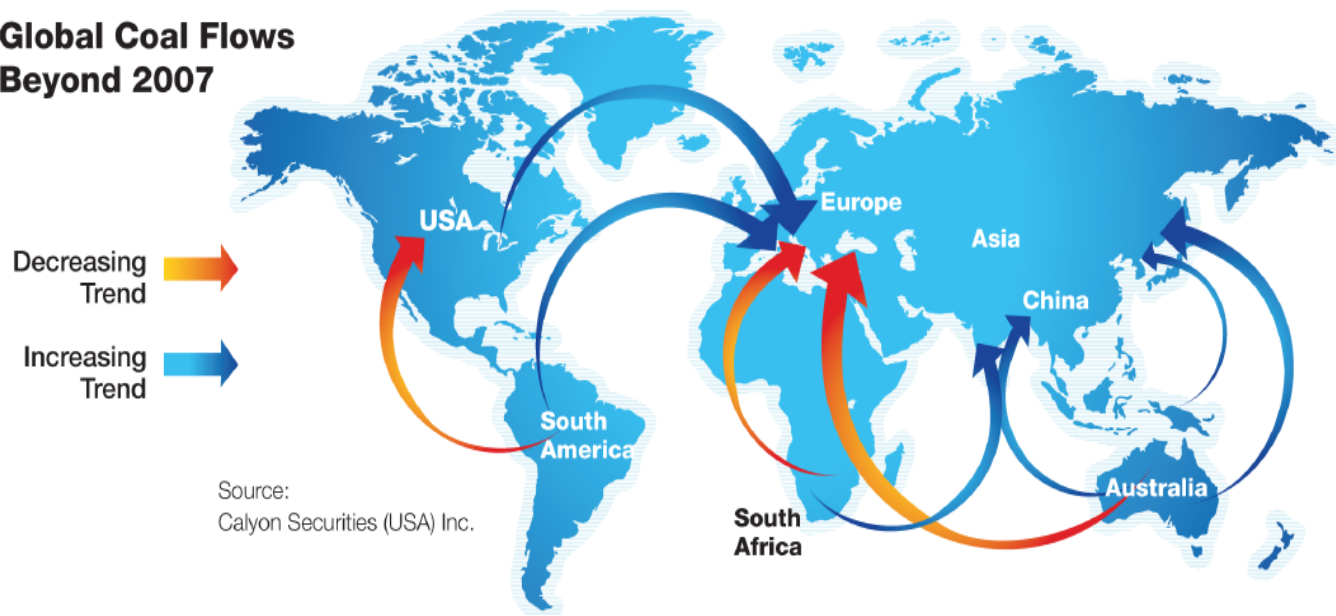 Global Coal Flows
Beyond 2007
Decreasing
Trend
Increasing
Trend
USA
Europe
Asia
China
South
America
South
Africa
Australia
Source:
Calyon Securities (USA) Inc.